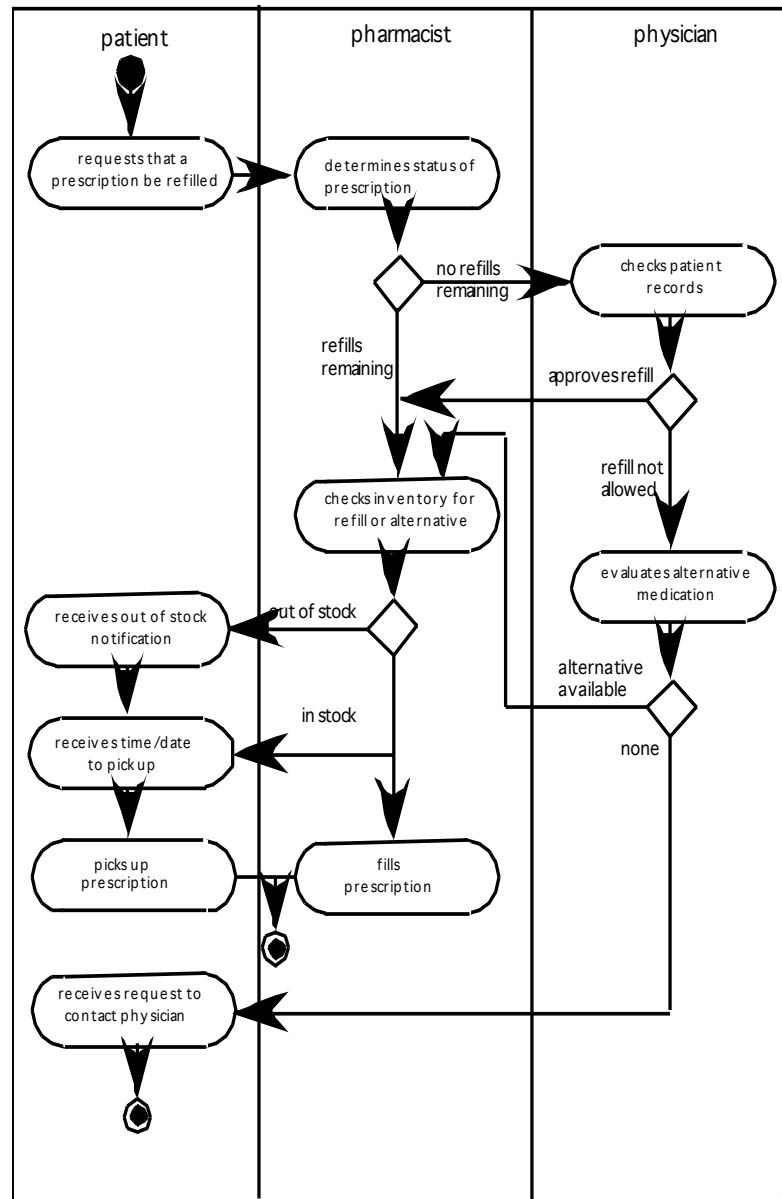 patient
pharmacist
physician
requests that a
prescription be refilled
determines status of
prescription
no refills
remaining
checks patient
records
refills
remaining
approves refill
refill not
allowed
checks inventory for
refill or alternative
evaluates alternative
medication
out of stock
receives out of stock
notification
alternative
available
in stock
none
receives time/date
to pick up
picks up
prescription
fills
prescription
receives request to
contact physician